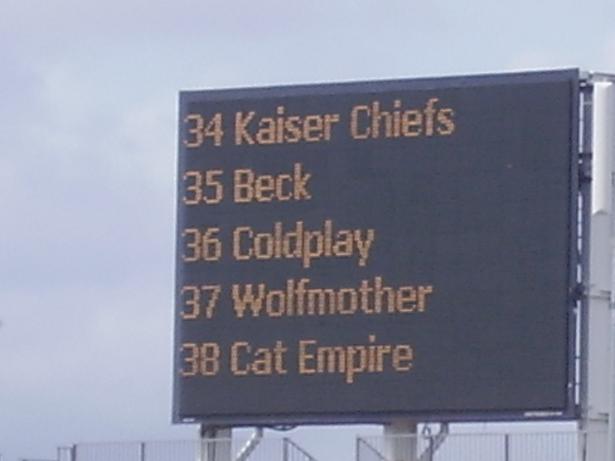 34 Kaiser Chiefs
35 Beck
36 Coldplay
37 Wolfmother
38 Cat Empire